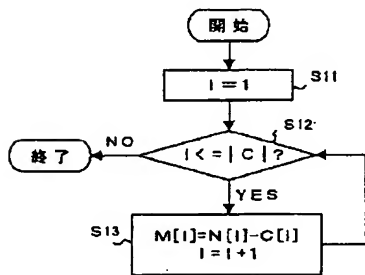 開始
I=1
S11
S12
I<=|C|?
NO
終了
YES
S13
M[I]=N[I]-C[I]
I=I+1